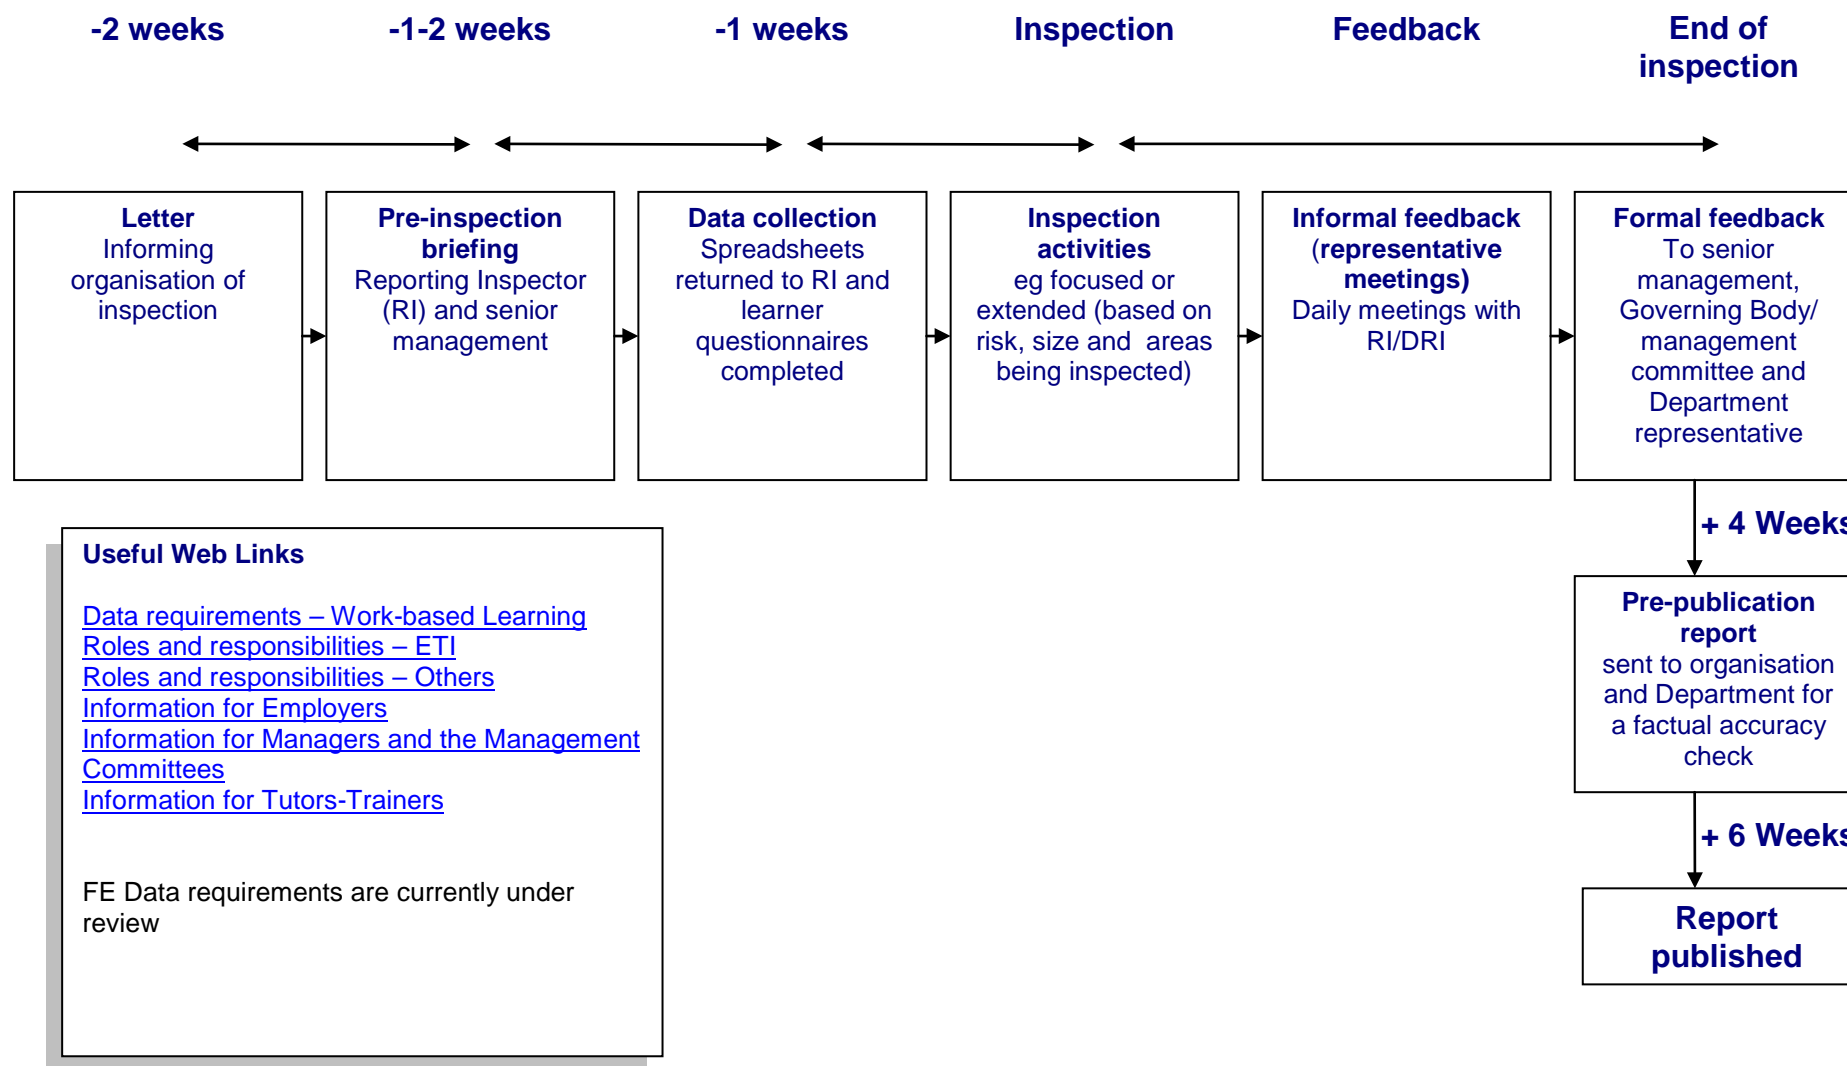 -2 weeks
-1-2 weeks
-1 weeks
Inspection
Feedback
End of
inspection
Letter
Informing
organisation of
inspection
Pre-inspection
briefing
Reporting Inspector
(RI) and senior
management
Data collection
Spreadsheets
returned to RI and
learner
questionnaires
completed
Inspection
activities
eg focused or
extended (based on
risk, size and areas
being inspected)
Informal feedback
(representative
meetings)
Daily meetings with
RI/DRI
Formal feedback
To senior
management,
Governing Body/
management
committee and
Department
representative
+ 4 Weeks
Pre-publication
report
sent to organisation
and Department for
a factual accuracy
check
+ 6 Weeks
Report
published
Useful Web Links
Data requirements – Work-based Learning
Roles and responsibilities – ETI
Roles and responsibilities – Others
Information for Employers
Information for Managers and the Management
Committees
Information for Tutors-Trainers
FE Data requirements are currently under
review